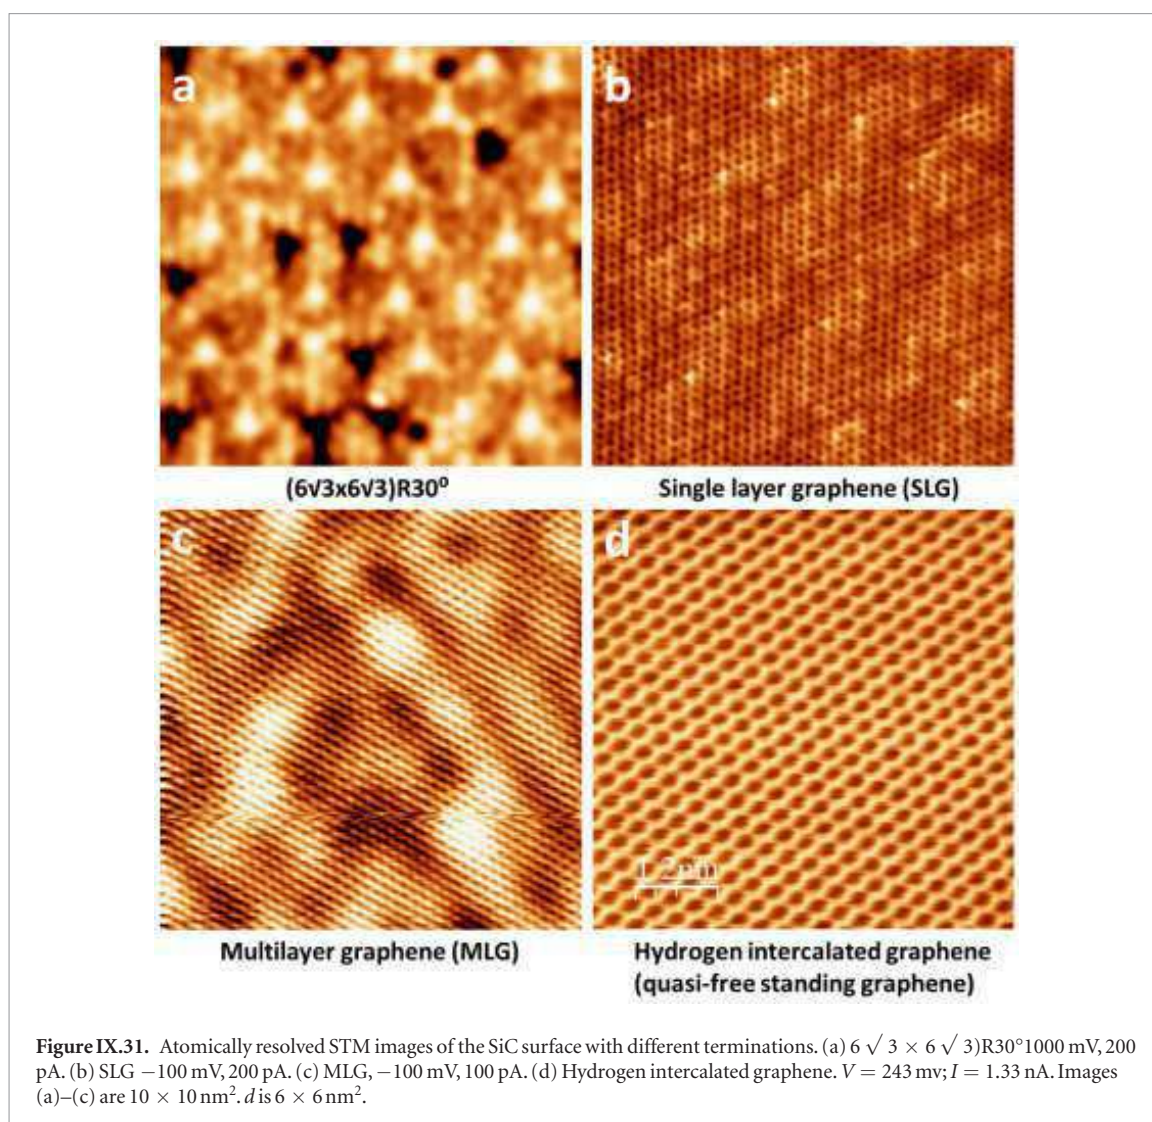 a
b
(6√3x6√3)R30⁰
Single layer graphene (SLG)
c
d
1.2nm
Multilayer graphene (MLG)
Hydrogen intercalated graphene
(quasi-free standing graphene)
Figure IX.31. Atomically resolved STM images of the SiC surface with different terminations. (a) 6 √ 3 × 6 √ 3)R30°1000 mV, 200
pA. (b) SLG −100 mV, 200 pA. (c) MLG, −100 mV, 100 pA. (d) Hydrogen intercalated graphene. V = 243 mv; I = 1.33 nA. Images
(a)–(c) are 10 × 10 nm². d is 6 × 6 nm².